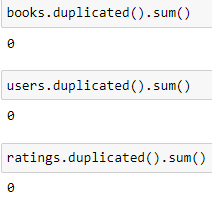 books.duplicated().sum()
0
users.duplicated().sum()
0
ratings.duplicated().sum()
0